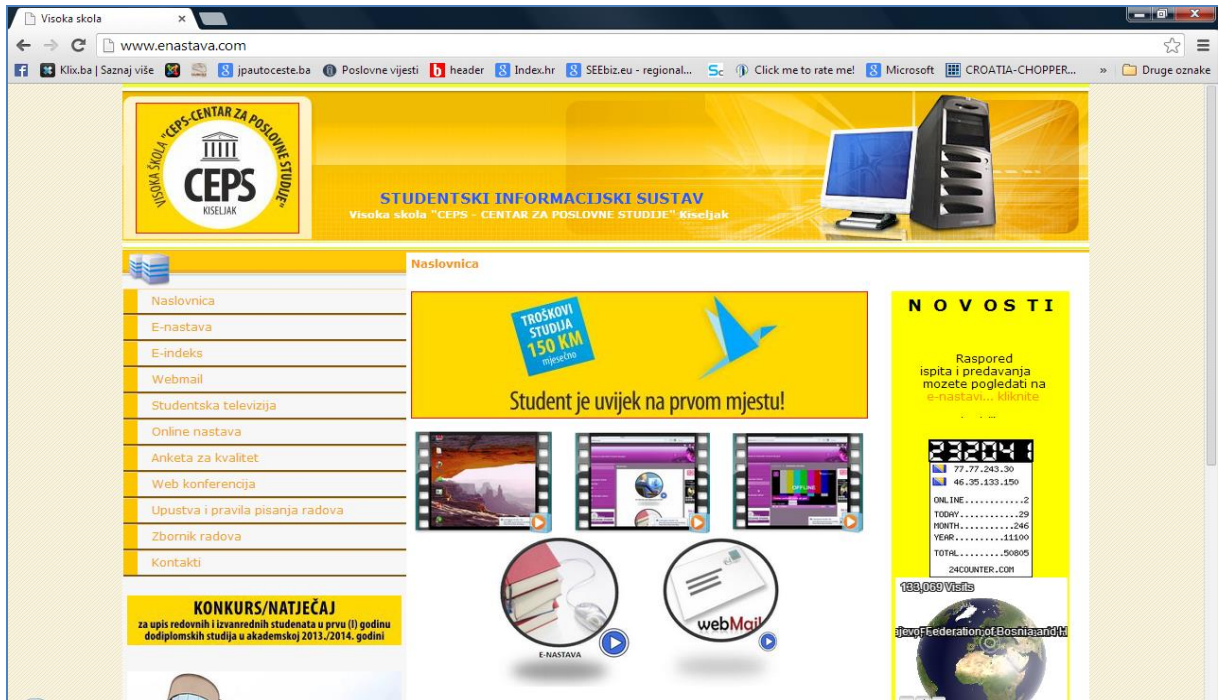 Visoka skola
www.enastava.com
Klix.ba | Saznaj više
jpautoceste.ba
Poslovne vijesti
header
Index.hr
SEEbiz.eu - regional...
Click me to rate me!
Microsoft
CROATIA-CHOPPER...
»
Druge oznake
VISOKA ŠKOLA "CEPS-CENTAR ZA POSLOVNE STUDIJE"
CEPS
KISELJAK
STUDENTSKI INFORMACIJSKI SUSTAV
Visoka skola "CEPS - CENTAR ZA POSLOVNE STUDIJE" Kiseljak
Naslovnica
E-nastava
E-indeks
Webmail
Studentska televizija
Online nastava
Anketa za kvalitet
Web konferencija
Upustva i pravila pisanja radova
Zbornik radova
Kontakti
KONKURS/NATJEČAJ
za upis redovnih i izvanrednih studenata u prvu (I) godinu
dodiplomskih studija u akademskoj 2013./2014. godini
Naslovnica
TROŠKOVI
STUDIJA
150 KM
mjesečno
Student je uvijek na prvom mjestu!
OFFLINE
E-NASTAVA
webMail
N O V O S T I
Raspored
ispita i predavanja
mozete pogledati na
e-nastavi... kliknite
232041
77.77.243.30
46.35.133.150
ONLINE............2
TODAY............29
MONTH...........246
YEAR..........11100
TOTAL.........50805
24COUNTER.COM
133,069 Visits
Federation of Bosnia and H